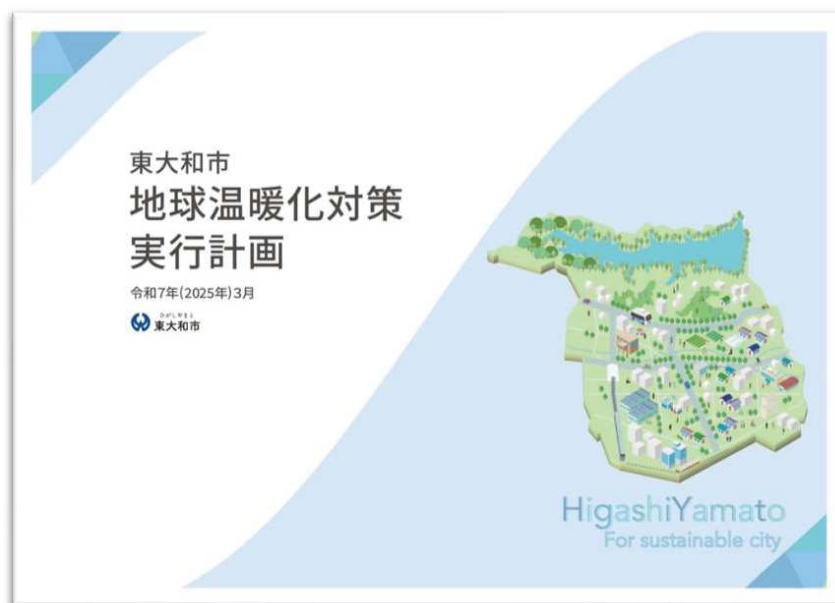 東大和市
地球温暖化対策
実行計画
令和7年(2025年)3月
ひがしやまと
東大和市
HigashiYamato
For sustainable city